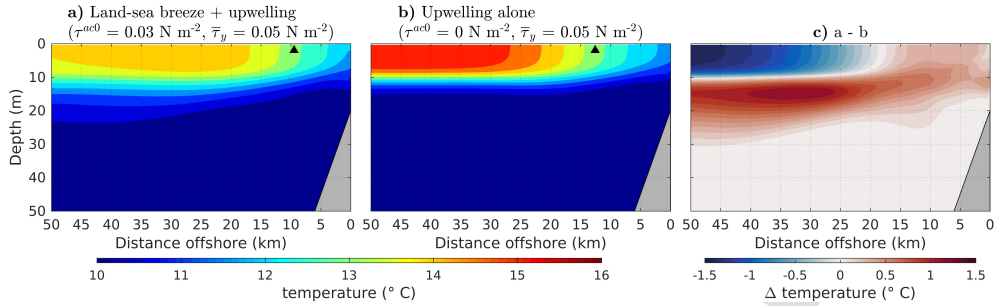 a) Land-sea breeze + upwelling
(τ^ac0 = 0.03 N m^-2, τ̅_y = 0.05 N m^-2)
b) Upwelling alone
(τ^ac0 = 0 N m^-2, τ̅_y = 0.05 N m^-2)
c) a - b
Depth (m)
0
10
20
30
40
50
50 45 40 35 30 25 20 15 10 5 0
50 45 40 35 30 25 20 15 10 5 0
50 45 40 35 30 25 20 15 10 5 0
Distance offshore (km)
Distance offshore (km)
Distance offshore (km)
10 11 12 13 14 15 16
temperature (° C)
-1.5 -1 -0.5 0 0.5 1 1.5
Δ temperature (° C)